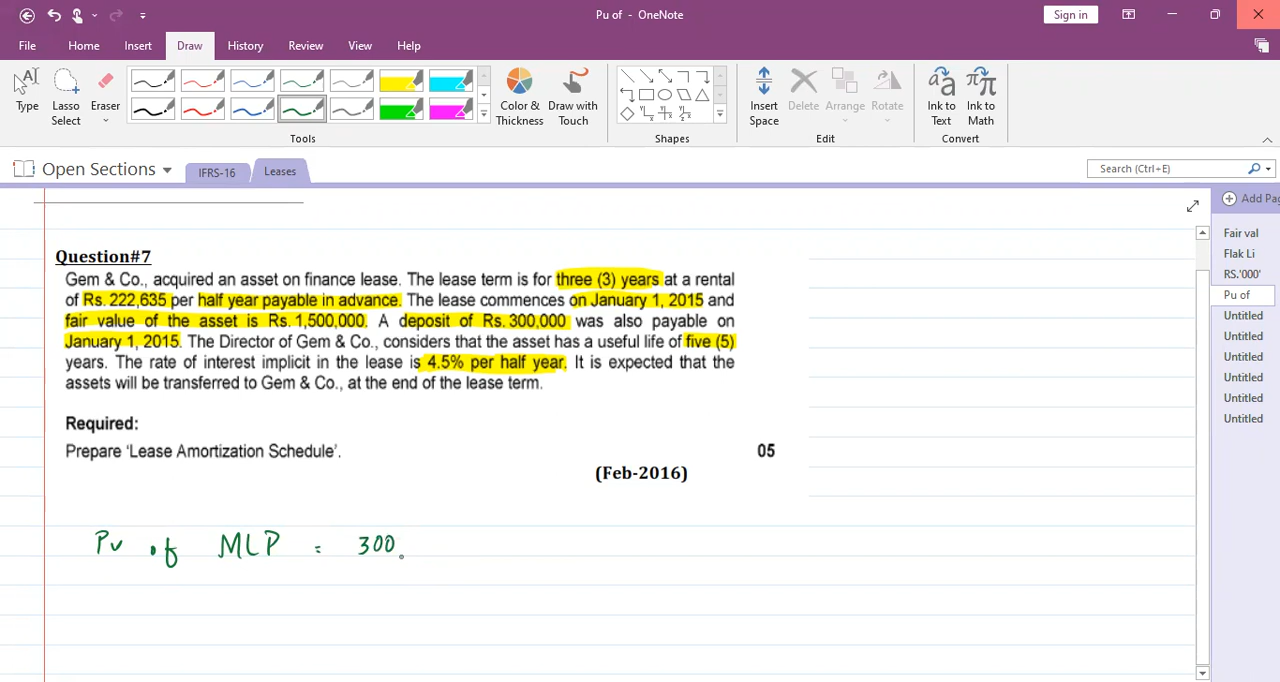 Pu of - OneNote
Sign in
File Home Insert Draw History Review View Help
Type
Lasso Select
Eraser
Color & Thickness
Draw with Touch
Insert Space
Delete
Arrange
Rotate
Ink to Text
Ink to Math
Tools
Shapes
Edit
Convert
Open Sections
IFRS-16
Leases
Search (Ctrl+E)
Add Pag
Fair val
Flak Li
RS.'000'
Pu of
Untitled
Untitled
Untitled
Untitled
Untitled
Untitled
Question#7
Gem & Co., acquired an asset on finance lease. The lease term is for three (3) years at a rental
of Rs. 222,635 per half year payable in advance. The lease commences on January 1, 2015 and
fair value of the asset is Rs. 1,500,000. A deposit of Rs. 300,000 was also payable on
January 1, 2015. The Director of Gem & Co., considers that the asset has a useful life of five (5)
years. The rate of interest implicit in the lease is 4.5% per half year. It is expected that the
assets will be transferred to Gem & Co., at the end of the lease term.
Required:
Prepare 'Lease Amortization Schedule'. 05
(Feb-2016)
Pv of MLP = 300